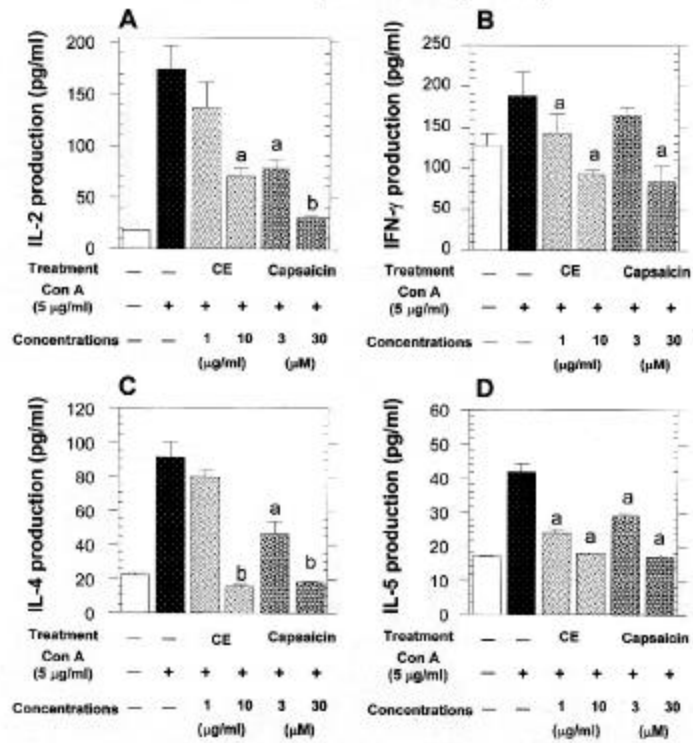 A
IL-2 production (pg/ml)
200
150
100
50
0
a
a
b
Treatment — — CE Capsaicin
Con A
(5 μg/ml) — + + + + +
Concentrations — — 1 10 3 30
(μg/ml) (μM)
B
IFN-γ production (pg/ml)
250
200
150
100
50
0
a
a
a
Treatment — — CE Capsaicin
Con A
(5 μg/ml) — + + + + +
Concentrations — — 1 10 3 30
(μg/ml) (μM)
C
IL-4 production (pg/ml)
120
100
80
60
40
20
0
b
a
b
Treatment — — CE Capsaicin
Con A
(5 μg/ml) — + + + + +
Concentrations — — 1 10 3 30
(μg/ml) (μM)
D
IL-5 production (pg/ml)
60
50
40
30
20
10
0
a
a
a
a
Treatment — — CE Capsaicin
Con A
(5 μg/ml) — + + + + +
Concentrations — — 1 10 3 30
(μg/ml) (μM)